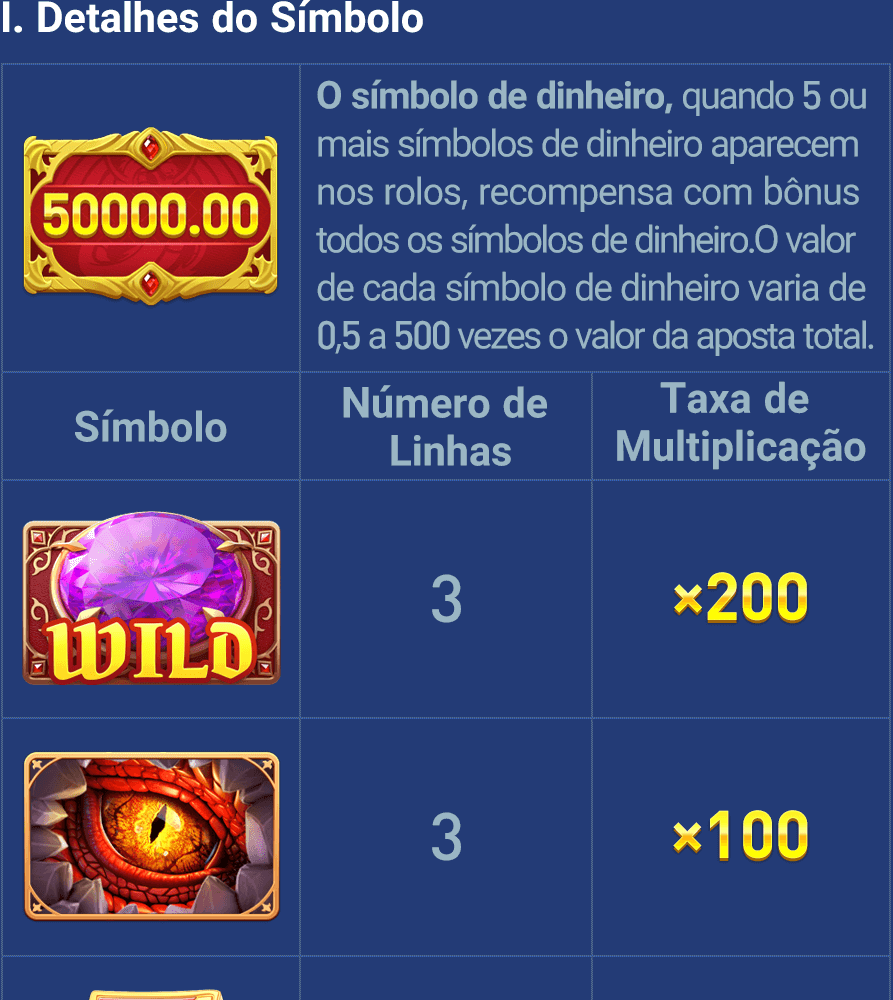 I. Detalhes do Símbolo
50000.00
O símbolo de dinheiro, quando 5 ou
mais símbolos de dinheiro aparecem
nos rolos, recompensa com bônus
todos os símbolos de dinheiro.O valor
de cada símbolo de dinheiro varia de
0,5 a 500 vezes o valor da aposta total.
Símbolo
Número de
Linhas
Taxa de
Multiplicação
WILD
3
×200
3
×100